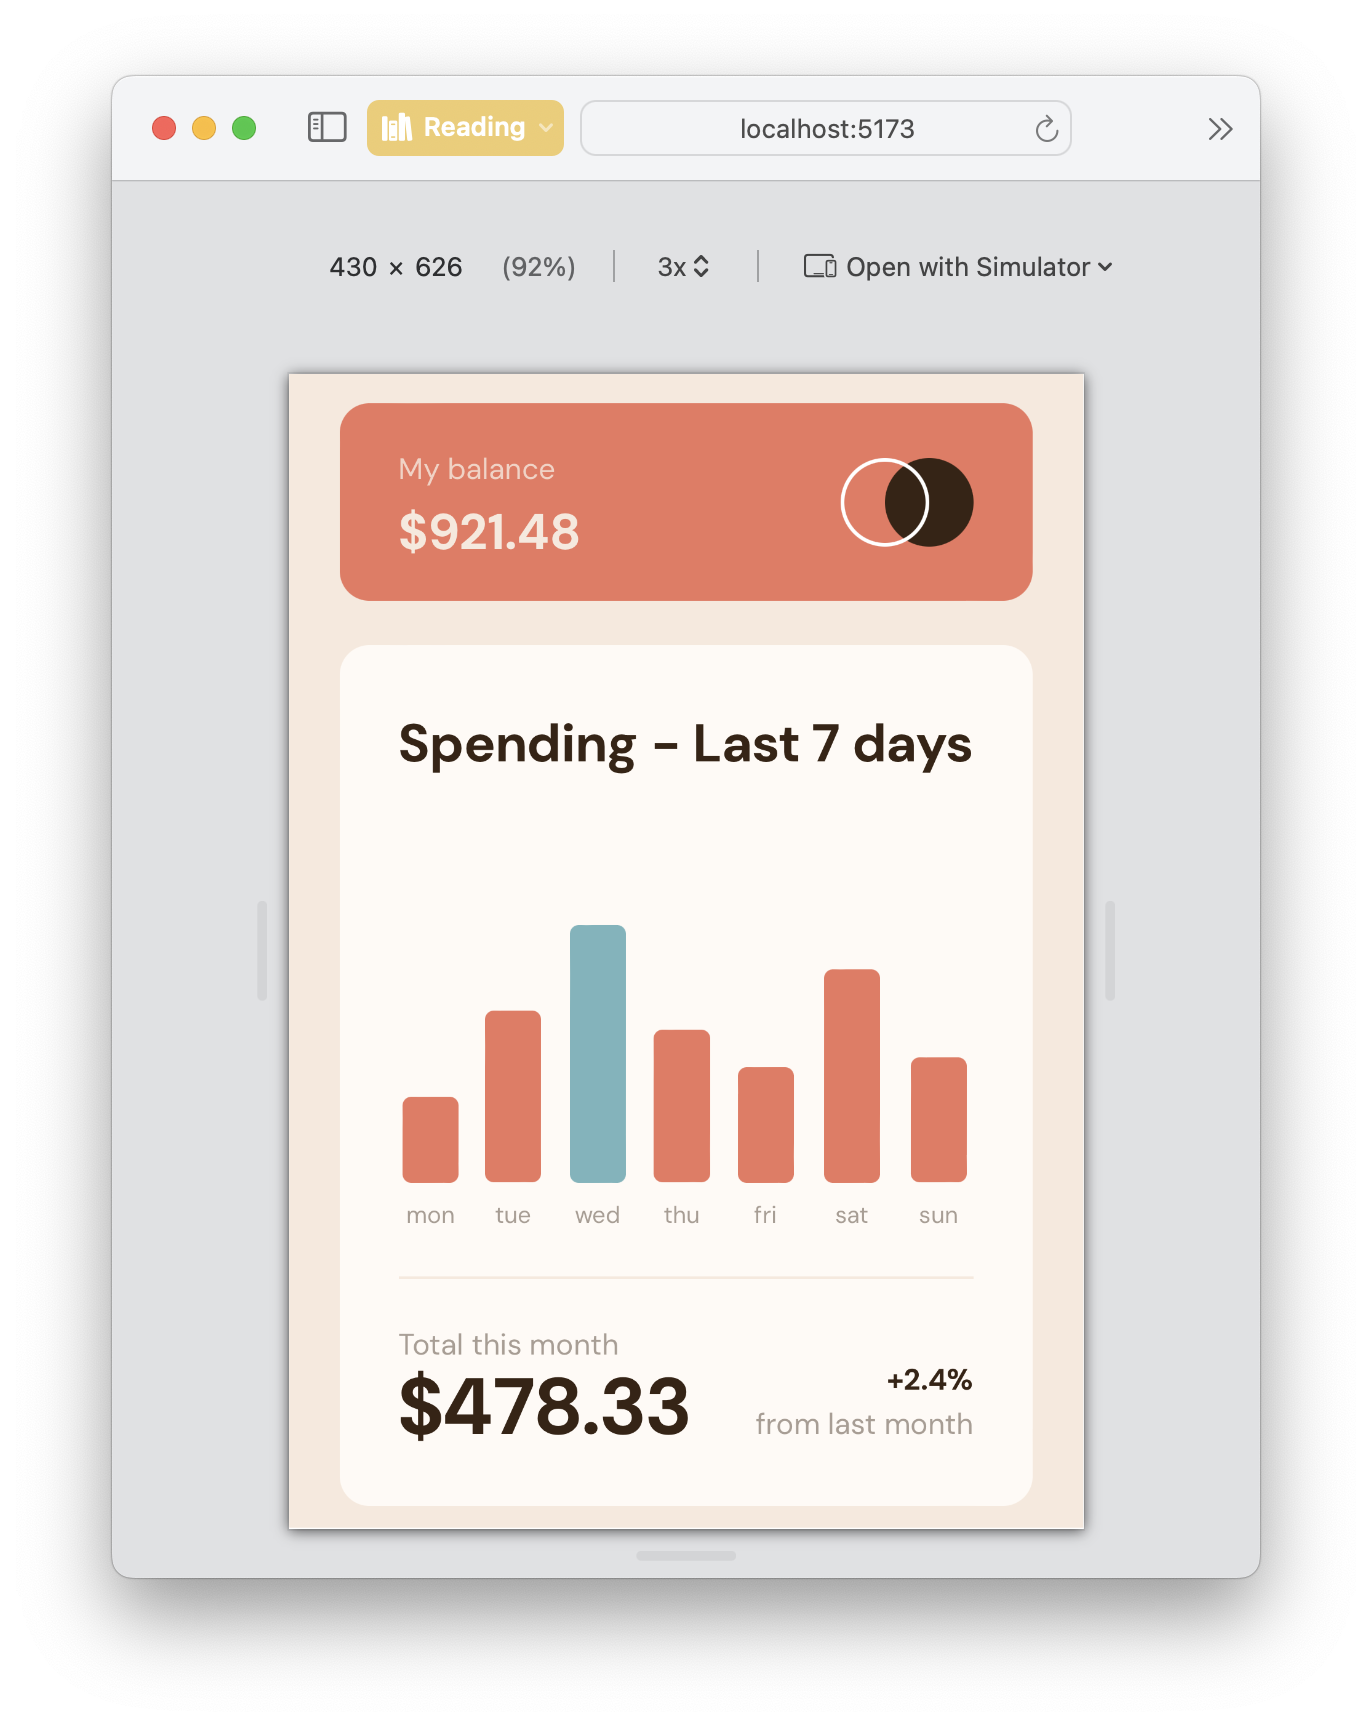 Reading
localhost:5173
430 × 626 (92%) 3x Open with Simulator
My balance
$921.48
Spending - Last 7 days
mon tue wed thu fri sat sun
Total this month
$478.33
+2.4%
from last month